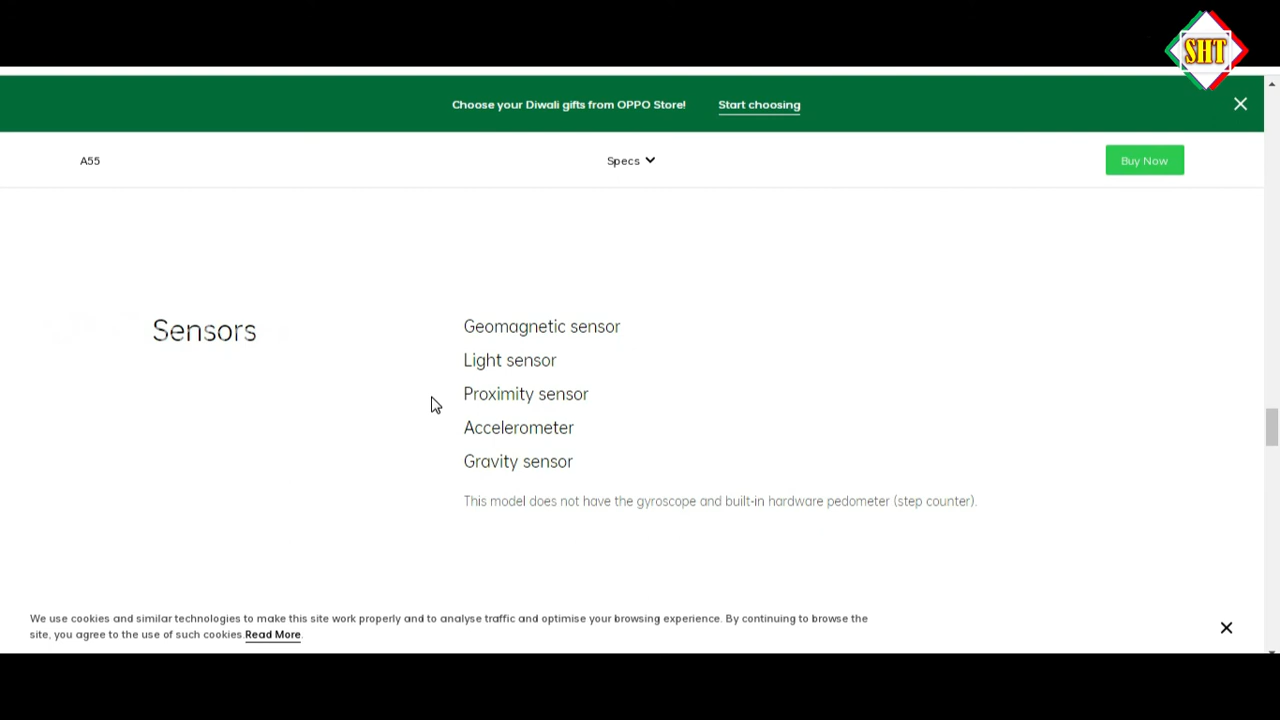 SHT
Choose your Diwali gifts from OPPO Store! Start choosing
A55 Specs Buy Now
Sensors
Geomagnetic sensor
Light sensor
Proximity sensor
Accelerometer
Gravity sensor
This model does not have the gyroscope and built-in hardware pedometer (step counter).
We use cookies and similar technologies to make this site work properly and to analyse traffic and optimise your browsing experience. By continuing to browse the
site, you agree to the use of such cookies.Read More.